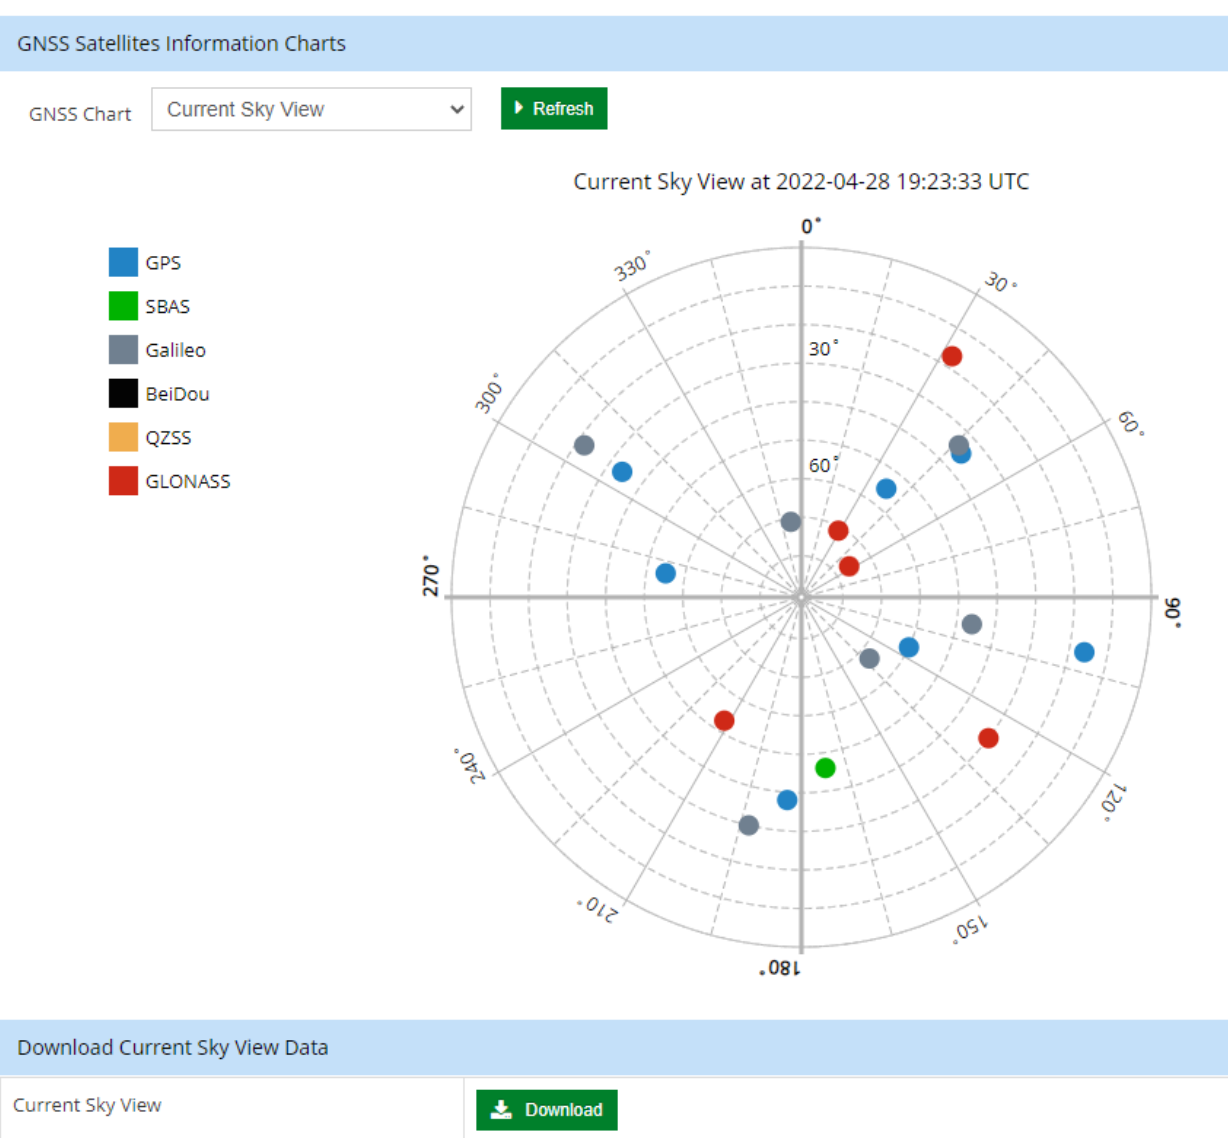 GNSS Satellites Information Charts
GNSS Chart Current Sky View Refresh
Current Sky View at 2022-04-28 19:23:33 UTC
GPS
SBAS
Galileo
BeiDou
QZSS
GLONASS
0°
30°
60°
90°
120°
150°
180°
210°
240°
270°
300°
330°
30°
60°
Download Current Sky View Data
Current Sky View Download